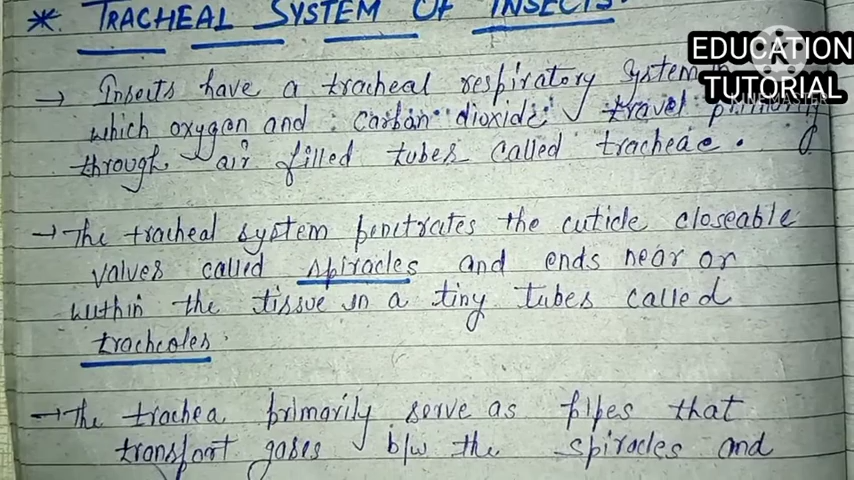 * TRACHEAL SYSTEM OF INSECTS.
EDUCATION
TUTORIAL
KINEMASTER
→ Insects have a tracheal respiratory system in
which oxygen and carbon dioxide travel primarily
through air filled tubes called tracheae.
→ The tracheal system penetrates the cuticle closeable
valves called spiracles and ends near or
within the tissue in a tiny tubes called
tracheoles.
→ The trachea primarily serve as pipes that
transport gases b/w the spiracles and